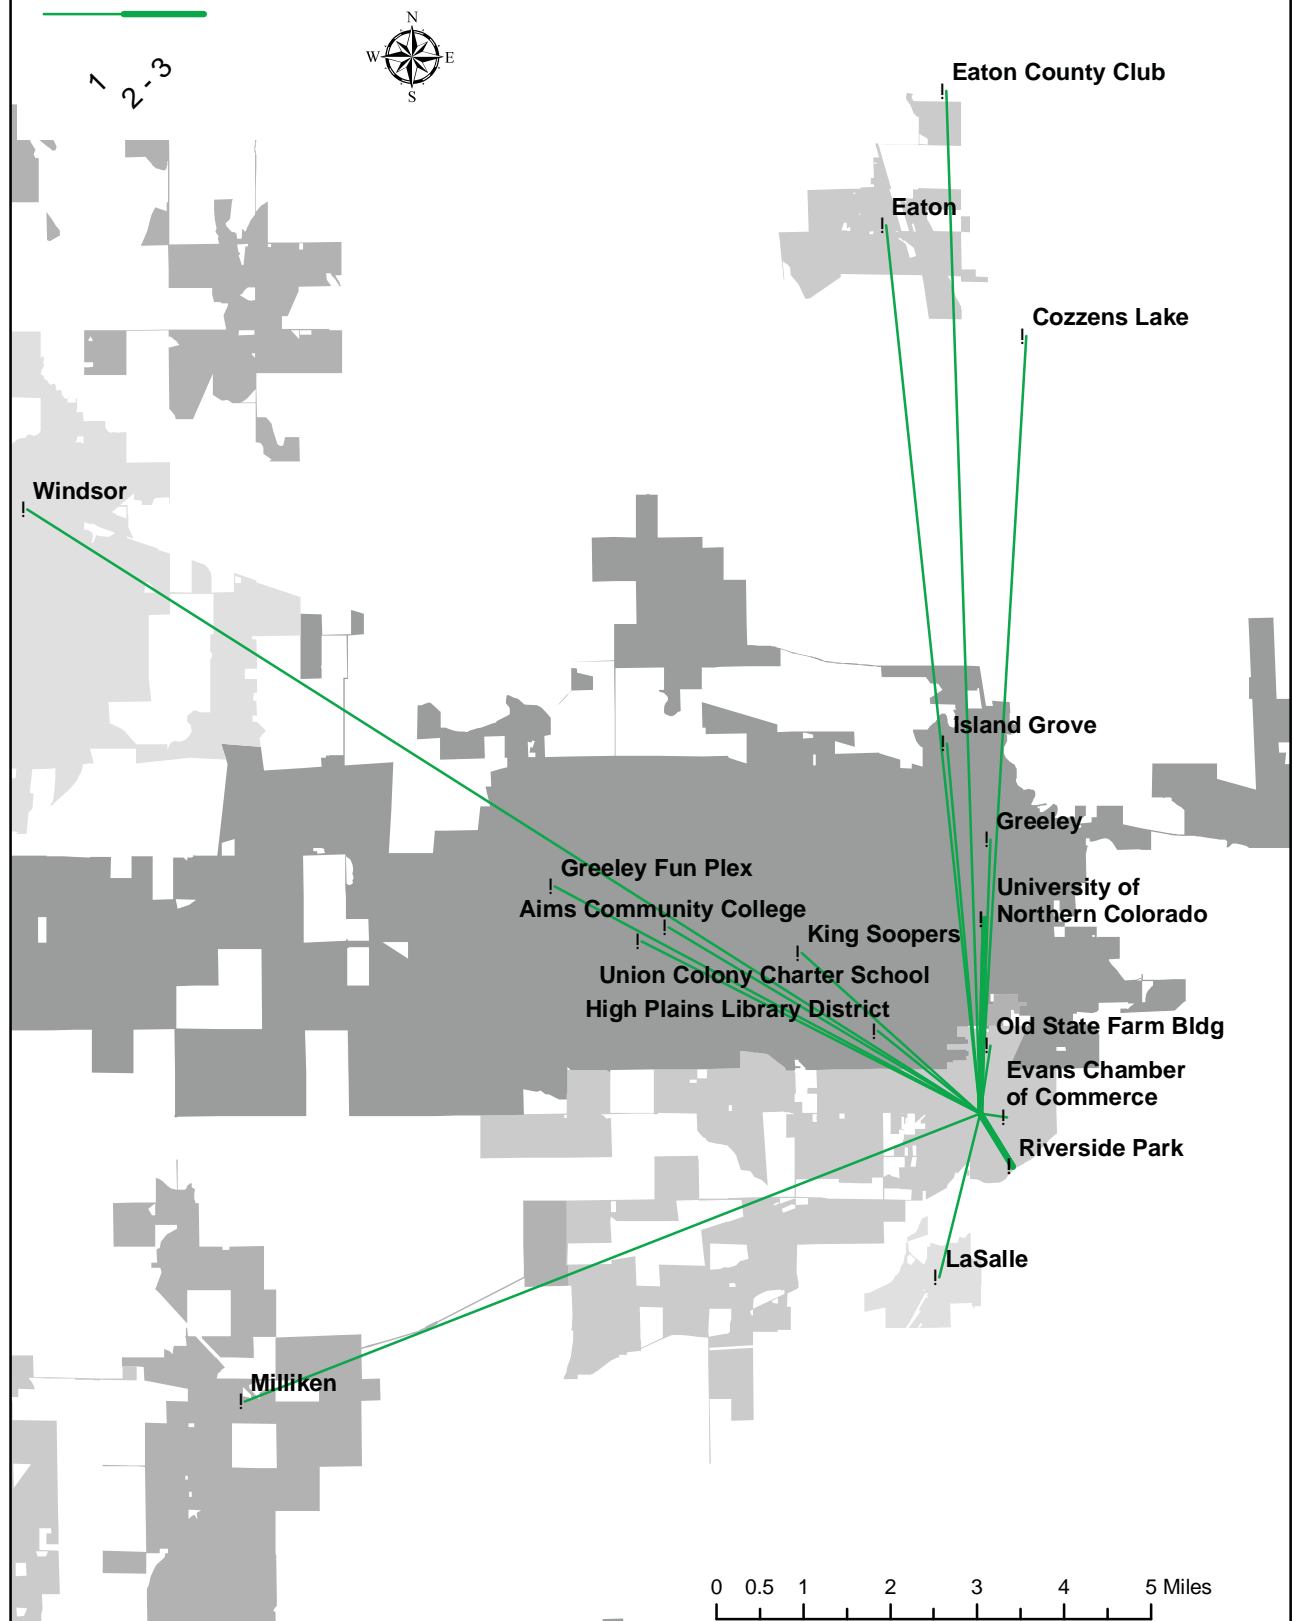 1
2 - 3
N
W
E
S
Eaton County Club
Eaton
Cozzens Lake
Windsor
Island Grove
Greeley
Greeley Fun Plex
University of
Northern Colorado
Aims Community College
King Soopers
Union Colony Charter School
High Plains Library District
Old State Farm Bldg
Evans Chamber
of Commerce
Riverside Park
LaSalle
Milliken
0 0.5 1 2 3 4 5 Miles